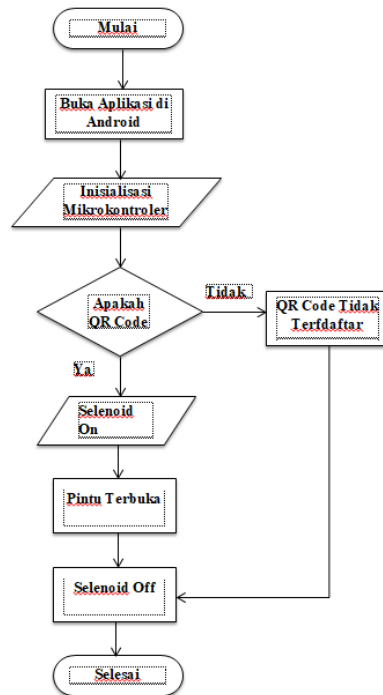 Mulai
Buka Aplikasi di
Android
Inisialisasi
Mikrokontroler
Apakah
QR Code
Tidak
QR Code Tidak
Terfdaftar
Ya
Selenoid
On
Pintu Terbuka
Selenoid Off
Selesai